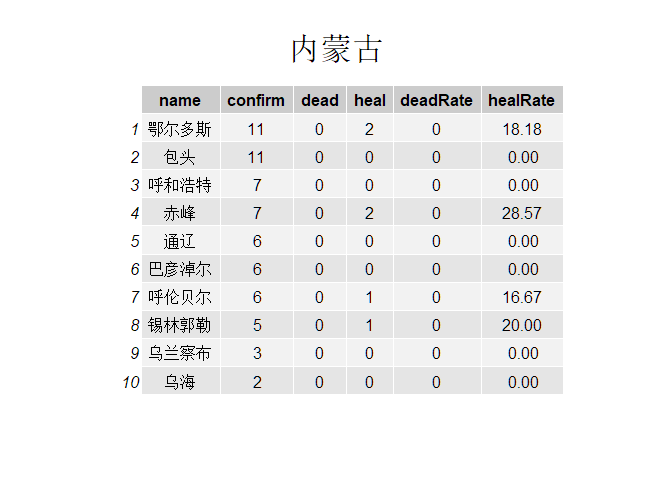 内蒙古
name confirm dead heal deadRate healRate
1 鄂尔多斯 11 0 2 0 18.18
2 包头 11 0 0 0 0.00
3 呼和浩特 7 0 0 0 0.00
4 赤峰 7 0 2 0 28.57
5 通辽 6 0 0 0 0.00
6 巴彦淖尔 6 0 0 0 0.00
7 呼伦贝尔 6 0 1 0 16.67
8 锡林郭勒 5 0 1 0 20.00
9 乌兰察布 3 0 0 0 0.00
10 乌海 2 0 0 0 0.00